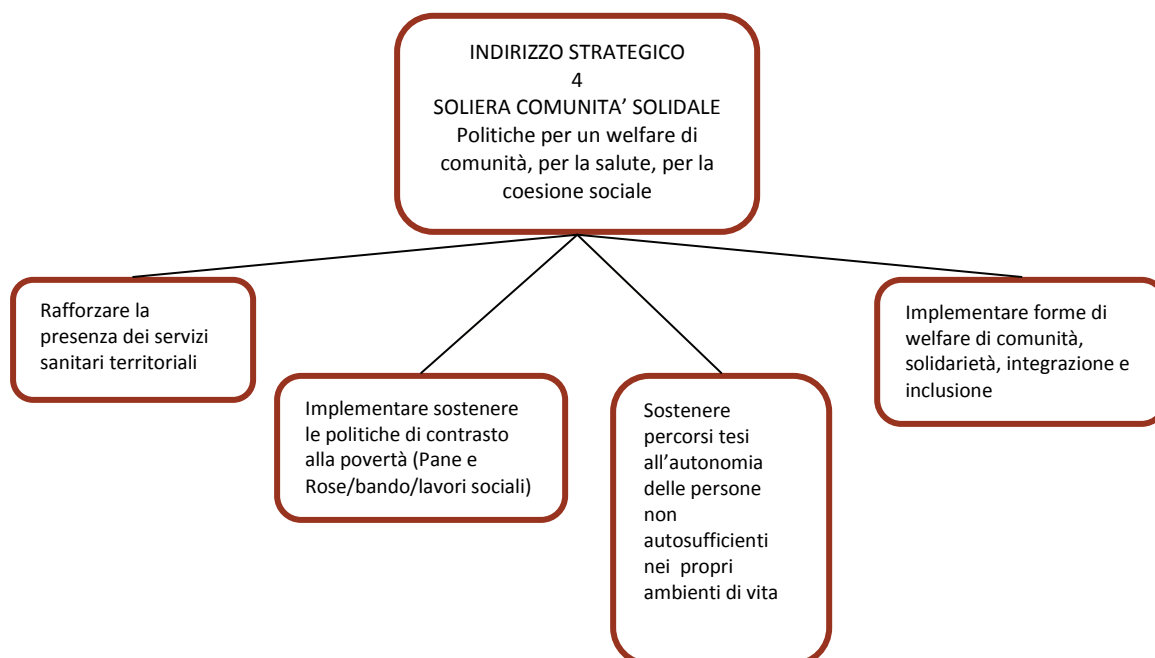 INDIRIZZO STRATEGICO
4
SOLIERA COMUNITA’ SOLIDALE
Politiche per un welfare di
comunità, per la salute, per la
coesione sociale
Rafforzare la
presenza dei servizi
sanitari territoriali
Implementare sostenere
le politiche di contrasto
alla povertà (Pane e
Rose/bando/lavori sociali)
Sostenere
percorsi tesi
all’autonomia
delle persone
non
autosufficienti
nei propri
ambienti di vita
Implementare forme di
welfare di comunità,
solidarietà, integrazione e
inclusione